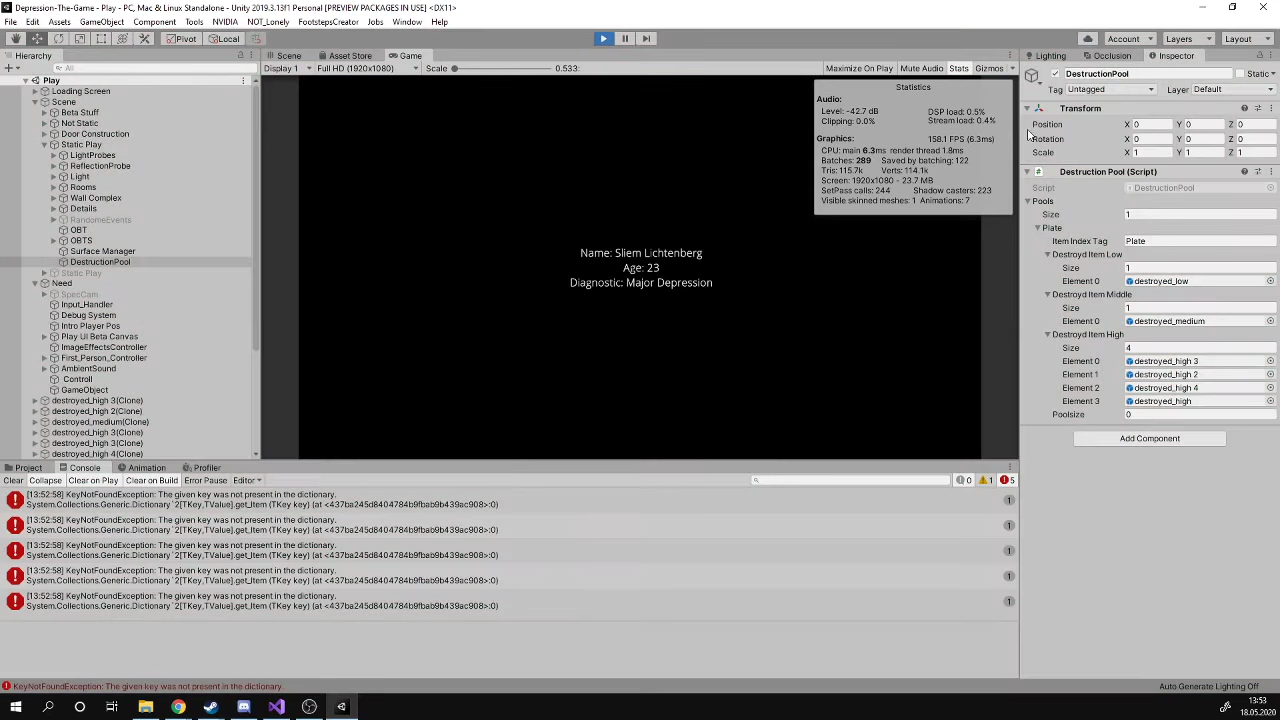 Depression-The-Game - Play - PC, Mac & Linux Standalone - Unity 2019.3.13f1 Personal [PREVIEW PACKAGES IN USE] <DX11>
File Edit Assets GameObject Component Tools NVIDIA NOT_Lonely FootstepsCreator Jobs Window Help
Pivot Local Account Layers Layout
Hierarchy
All
Play
Loading Screen
Scene
Beta Stuff
Not Static
Door Construction
Static Play
LightProbes
ReflectionProbe
Light
Rooms
Wall Complex
Details
RandomeEvents
OBT
OBTS
Surface Manager
DestructionPool
Static Play
Need
SpecCam
Input_Handler
Debug System
Intro Player Pos
Play UI Beta Canvas
ImageEffectsController
First_Person_Controller
AmbientSound
Controll
GameObject
destroyed_high 3(Clone)
destroyed_high 2(Clone)
destroyed_medium(Clone)
destroyed_high 3(Clone)
destroyed_high 3(Clone)
destroyed_high 4(Clone)
Scene Asset Store Game
Display 1 Full HD (1920x1080) Scale 0.533: Maximize On Play Mute Audio Stats Gizmos
Statistics
Audio:
Level: -42.7 dB DSP load: 0.5%
Clipping: 0.0% Stream load: 0.4%
Graphics: 158.1 FPS (6.3ms)
CPU: main 6.3ms render thread 1.8ms
Batches: 289 Saved by batching: 122
Tris: 115.7k Verts: 114.1k
Screen: 1920x1080 - 23.7 MB
SetPass calls: 244 Shadow casters: 223
Visible skinned meshes: 1 Animations: 7
Name: Sliem Lichtenberg
Age: 23
Diagnostic: Major Depression
Lighting Occlusion Inspector
DestructionPool Static
Tag Untagged Layer Default
Transform
Position X 0 Y 0 Z 0
Rotation X 0 Y 0 Z 0
Scale X 1 Y 1 Z 1
Destruction Pool (Script)
Script DestructionPool
Pools
Size 1
Plate
Item Index Tag Plate
Destroyd Item Low
Size 1
Element 0 destroyed_low
Destroyd Item Middle
Size 1
Element 0 destroyed_medium
Destroyd Item High
Size 4
Element 0 destroyed_high 3
Element 1 destroyed_high 2
Element 2 destroyed_high 4
Element 3 destroyed_high
Poolsize 0
Add Component
Project Console Animation Profiler
Clear Collapse Clear on Play Clear on Build Error Pause Editor 0 1 5
[13:52:58] KeyNotFoundException: The given key was not present in the dictionary.
System.Collections.Generic.Dictionary`2[TKey,TValue].get_Item (TKey key) (at <437ba245d8404784b9fbab9b439ac908>:0) 1
[13:52:58] KeyNotFoundException: The given key was not present in the dictionary.
System.Collections.Generic.Dictionary`2[TKey,TValue].get_Item (TKey key) (at <437ba245d8404784b9fbab9b439ac908>:0) 1
[13:52:58] KeyNotFoundException: The given key was not present in the dictionary.
System.Collections.Generic.Dictionary`2[TKey,TValue].get_Item (TKey key) (at <437ba245d8404784b9fbab9b439ac908>:0) 1
[13:52:58] KeyNotFoundException: The given key was not present in the dictionary.
System.Collections.Generic.Dictionary`2[TKey,TValue].get_Item (TKey key) (at <437ba245d8404784b9fbab9b439ac908>:0) 1
[13:52:58] KeyNotFoundException: The given key was not present in the dictionary.
System.Collections.Generic.Dictionary`2[TKey,TValue].get_Item (TKey key) (at <437ba245d8404784b9fbab9b439ac908>:0) 1
KeyNotFoundException: The given key was not present in the dictionary.
Auto Generate Lighting Off
13:53
18.05.2020